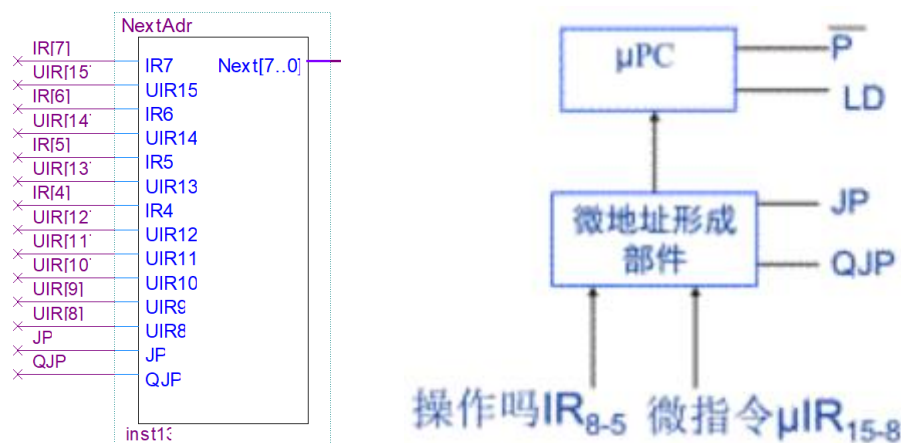 NextAdr
IR[7]
UIR[15]
IR[6]
UIR[14]
IR[5]
UIR[13]
IR[4]
UIR[12]
UIR[11]
UIR[10]
UIR[9]
UIR[8]
JP
QJP
IR7
Next[7..0]
UIR15
IR6
UIR14
IR5
UIR13
IR4
UIR12
UIR11
UIR10
UIR9
UIR8
JP
QJP
inst13
μPC
P̅
LD
微地址形成
部件
JP
QJP
操作吗IR8-5 微指令μIR15-8